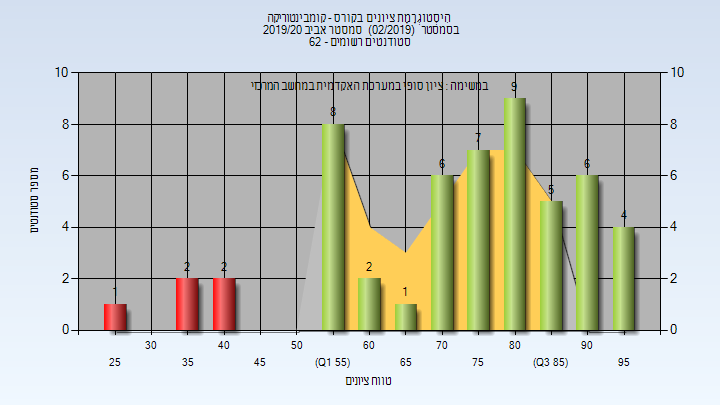 היסטוגרמת ציונים בקורס - קומבינטוריקה
בסמסטר (02/2019) סמסטר אביב 2019/20
סטודנטים רשומים - 62
במשימה : ציון סופי במערכת האקדמית במחשב המרכזי
מספר סטודנטים
10 8 6 4 2 0
10 8 6 4 2 0
1 2 2 8 2 1 6 7 9 5 6 4
30 40 50 60 70 80 90
25 35 45 (Q1 55) 65 75 (Q3 85) 95
טווח ציונים